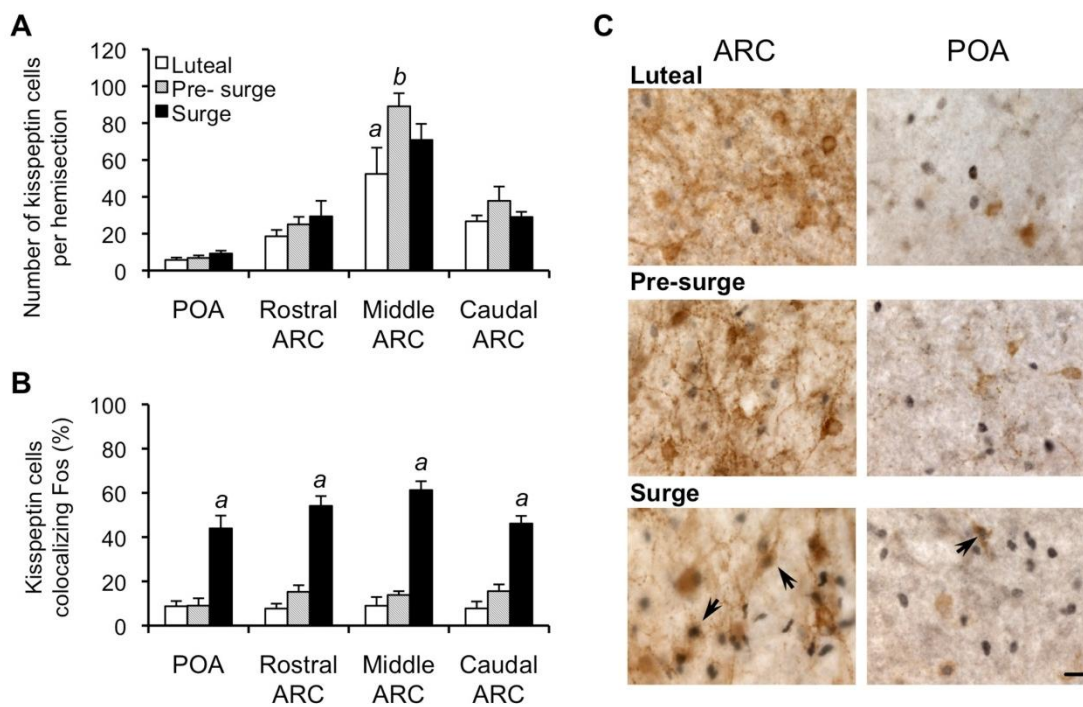 A
Number of kisspeptin cells
per hemisection
120
100
80
60
40
20
0
Luteal
Pre- surge
Surge
a
b
POA
Rostral
ARC
Middle
ARC
Caudal
ARC
B
Kisspeptin cells
colocalizing Fos (%)
100
80
60
40
20
0
a
a
a
a
POA
Rostral
ARC
Middle
ARC
Caudal
ARC
C
ARC
POA
Luteal
Pre-surge
Surge